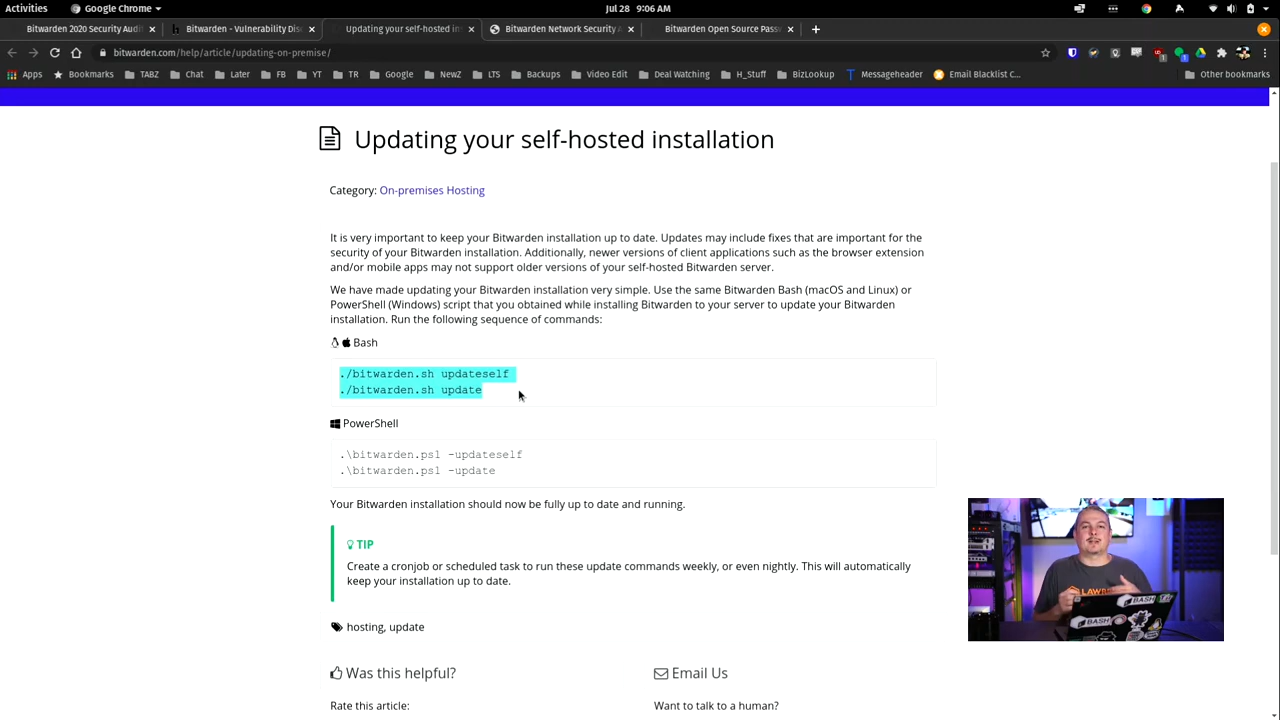 Activities
Google Chrome
Jul 28 9:06 AM
Bitwarden 2020 Security Audi
Bitwarden - Vulnerability Dis
Updating your self-hosted in
Bitwarden Network Security A
Bitwarden Open Source Passw
bitwarden.com/help/article/updating-on-premise/
Apps
Bookmarks
TABZ
Chat
Later
FB
YT
TR
Google
NewZ
LTS
Backups
Video Edit
Deal Watching
H_Stuff
BizLookup
Messageheader
Email Blacklist C...
Other bookmarks
Updating your self-hosted installation
Category: On-premises Hosting
It is very important to keep your Bitwarden installation up to date. Updates may include fixes that are important for the
security of your Bitwarden installation. Additionally, newer versions of client applications such as the browser extension
and/or mobile apps may not support older versions of your self-hosted Bitwarden server.
We have made updating your Bitwarden installation very simple. Use the same Bitwarden Bash (macOS and Linux) or
PowerShell (Windows) script that you obtained while installing Bitwarden to your server to update your Bitwarden
installation. Run the following sequence of commands:
Bash
./bitwarden.sh updateself
./bitwarden.sh update
PowerShell
.\bitwarden.ps1 -updateself
.\bitwarden.ps1 -update
Your Bitwarden installation should now be fully up to date and running.
TIP
Create a cronjob or scheduled task to run these update commands weekly, or even nightly. This will automatically
keep your installation up to date.
hosting, update
Was this helpful?
Email Us
Rate this article:
Want to talk to a human?
BASH
BASH